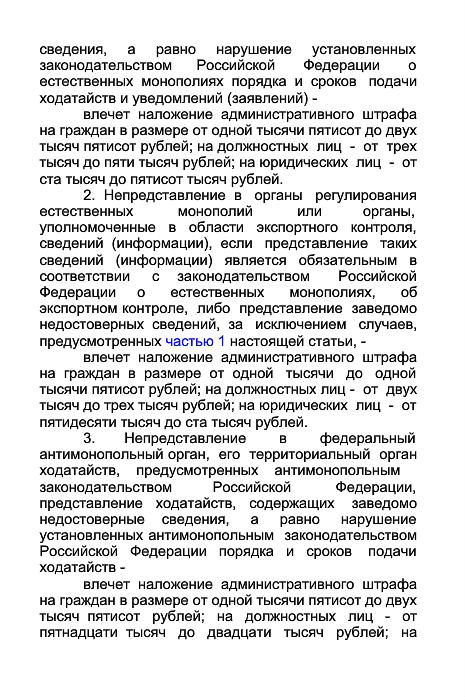 сведения, а равно нарушение установленных
законодательством Российской Федерации о
естественных монополиях порядка и сроков подачи
ходатайств и уведомлений (заявлений) -
влечет наложение административного штрафа
на граждан в размере от одной тысячи пятисот до двух
тысяч пятисот рублей; на должностных лиц - от трех
тысяч до пяти тысяч рублей; на юридических лиц - от
ста тысяч до пятисот тысяч рублей.
2. Непредставление в органы регулирования
естественных монополий или органы,
уполномоченные в области экспортного контроля,
сведений (информации), если представление таких
сведений (информации) является обязательным в
соответствии с законодательством Российской
Федерации о естественных монополиях, об
экспортном контроле, либо представление заведомо
недостоверных сведений, за исключением случаев,
предусмотренных частью 1 настоящей статьи, -
влечет наложение административного штрафа
на граждан в размере от одной тысячи до одной
тысячи пятисот рублей; на должностных лиц - от двух
тысяч до трех тысяч рублей; на юридических лиц - от
пятидесяти тысяч до ста тысяч рублей.
3. Непредставление в федеральный
антимонопольный орган, его территориальный орган
ходатайств, предусмотренных антимонопольным
законодательством Российской Федерации,
представление ходатайств, содержащих заведомо
недостоверные сведения, а равно нарушение
установленных антимонопольным законодательством
Российской Федерации порядка и сроков подачи
ходатайств -
влечет наложение административного штрафа
на граждан в размере от одной тысячи пятисот до двух
тысяч пятисот рублей; на должностных лиц - от
пятнадцати тысяч до двадцати тысяч рублей; на